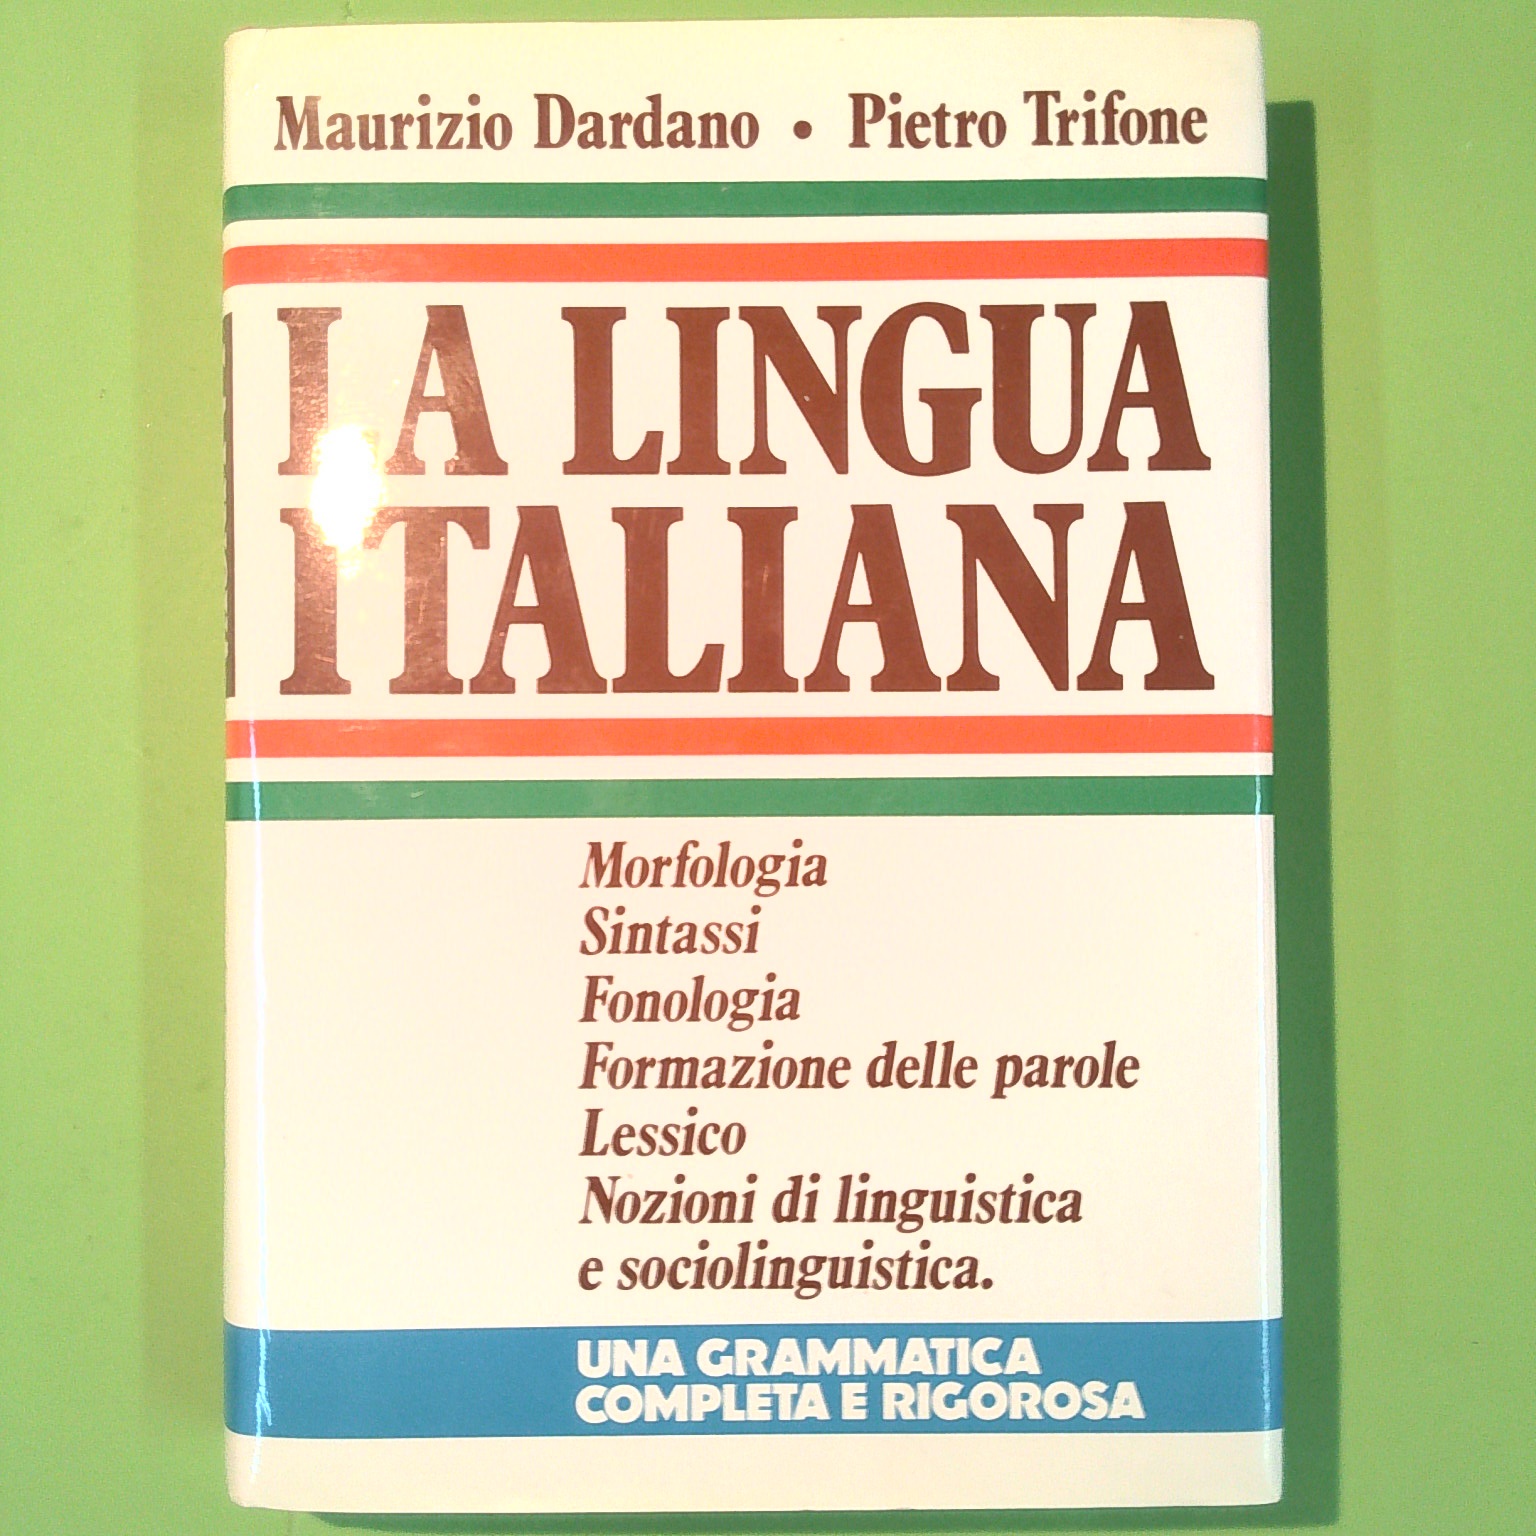 Maurizio Dardano • Pietro Trifone
LA LINGUA
ITALIANA
Morfologia
Sintassi
Fonologia
Formazione delle parole
Lessico
Nozioni di linguistica
e sociolinguistica.
UNA GRAMMATICA
COMPLETA E RIGOROSA